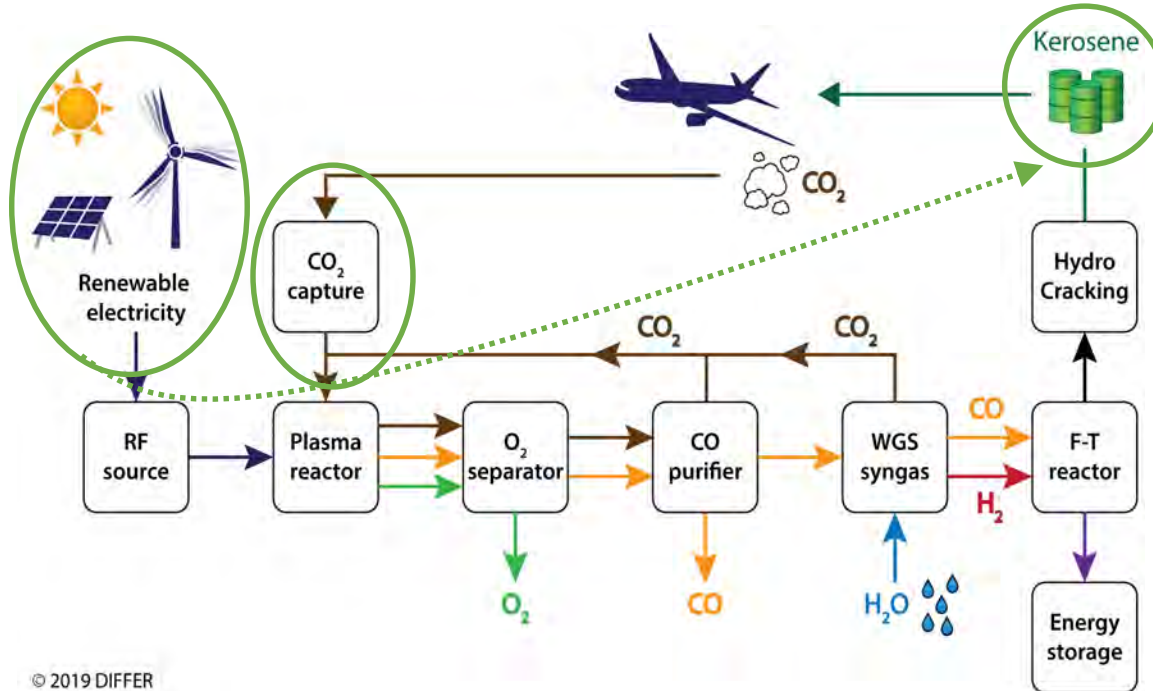 Kerosene
CO₂
CO₂
capture
Renewable
electricity
Hydro
Cracking
CO₂
CO₂
RF
source
Plasma
reactor
O₂
separator
CO
purifier
WGS
syngas
CO
H₂
F-T
reactor
O₂
CO
H₂O
Energy
storage
© 2019 DIFFER